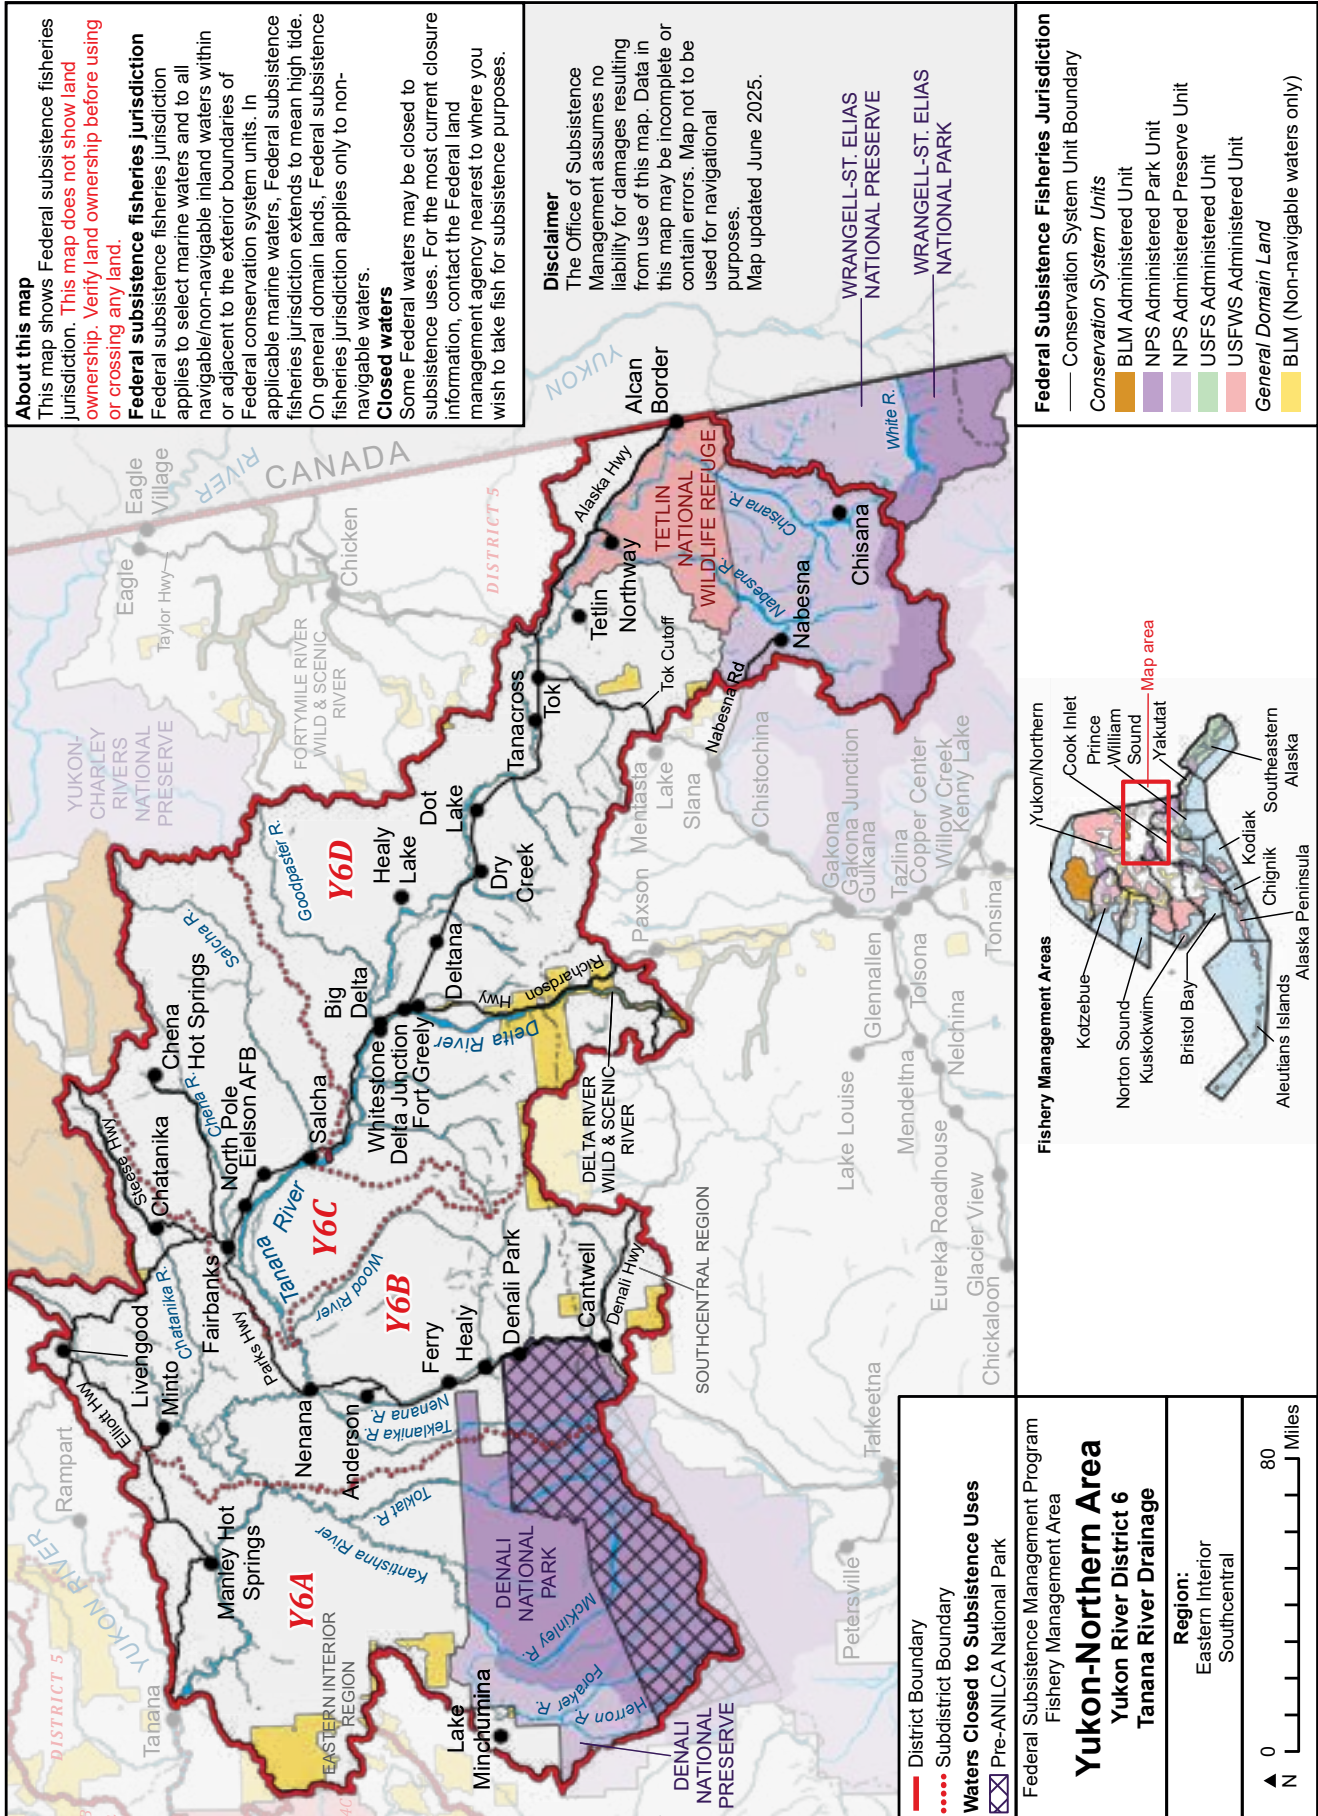 About this map
This map shows Federal subsistence fisheries
jurisdiction. This map does not show land
ownership. Verify land ownership before using
or crossing any land.
Federal subsistence fisheries jurisdiction
Federal subsistence fisheries jurisdiction
applies to select marine waters and to all
navigable/non-navigable inland waters within
or adjacent to the exterior boundaries of
Federal conservation system units. In
applicable marine waters, Federal subsistence
fisheries jurisdiction extends to mean high tide.
On general domain lands, Federal subsistence
fisheries jurisdiction applies only to non-
navigable waters.
Closed waters
Some Federal waters may be closed to
subsistence uses. For the most current closure
information, contact the Federal land
management agency nearest to where you
wish to take fish for subsistence purposes.
Disclaimer
The Office of Subsistence
Management assumes no
liability for damages resulting
from use of this map. Data in
this map may be incomplete or
contain errors. Map not to be
used for navigational
purposes.
Map updated June 2025.
WRANGELL-ST. ELIAS
NATIONAL PRESERVE
WRANGELL-ST. ELIAS
NATIONAL PARK
Federal Subsistence Fisheries Jurisdiction
Conservation System Unit Boundary
Conservation System Units
BLM Administered Unit
NPS Administered Park Unit
NPS Administered Preserve Unit
USFS Administered Unit
USFWS Administered Unit
General Domain Land
BLM (Non-navigable waters only)
DISTRICT 5
YUKON RIVER
Rampart
Tanana
Elliott Hwy
Livengood
Minto
Chatanika R.
Steese Hwy
Chatanika
Chena
Hot Springs
Chena R.
North Pole
Eielson AFB
Salcha R.
Salcha
Fairbanks
Parks Hwy
Tanana River
Y6C
Wood River
Y6B
Manley Hot
Springs
Y6A
EASTERN INTERIOR
REGION
Nenana
Anderson
Nenana R.
Teklanika R.
Toklat R.
Kantishna River
Ferry
Healy
Denali Park
Cantwell
Denali Hwy
SOUTHCENTRAL REGION
DENALI
NATIONAL
PARK
McKinley R.
Foraker R.
Herron R.
Lake
Minchumina
DENALI
NATIONAL
PRESERVE
Big
Delta
Whitestone
Delta Junction
Fort Greely
Deltana
Delta River
Richardson
Hwy
DELTA RIVER
WILD & SCENIC
RIVER
Goodpaster R.
Y6D
Healy
Lake
Dry
Creek
Dot
Lake
Tanacross
Tok
Tok Cutoff
YUKON-
CHARLEY
RIVERS
NATIONAL
PRESERVE
FORTYMILE RIVER
WILD & SCENIC
RIVER
Eagle
Eagle
Village
Taylor Hwy
Chicken
RIVER
CANADA
YUKON
DISTRICT 5
Alaska Hwy
Alcan
Border
Tetlin
Northway
TETLIN
NATIONAL
WILDLIFE REFUGE
Nabesna R.
Chisana R.
Nabesna
Nabesna Rd
Chisana
White R.
Paxson
Mentasta
Lake
Slana
Chistochina
Gakona
Gakona Junction
Gulkana
Tazlina
Copper Center
Willow Creek
Kenny Lake
Tonsina
Glennallen
Tolsona
Nelchina
Mendeltna
Lake Louise
Eureka Roadhouse
Glacier View
Chickaloon
Talkeetna
Petersville
District Boundary
Subdistrict Boundary
Waters Closed to Subsistence Uses
Pre-ANILCA National Park
Federal Subsistence Management Program
Fishery Management Area
Yukon-Northern Area
Yukon River District 6
Tanana River Drainage
Region:
Eastern Interior
Southcentral
N
0
80
Miles
Fishery Management Areas
Kotzebue
Norton Sound
Kuskokwim
Bristol Bay
Aleutians Islands
Alaska Peninsula
Chignik
Kodiak
Southeastern
Alaska
Yukon/Northern
Cook Inlet
Prince
William
Sound
Yakutat
Map area